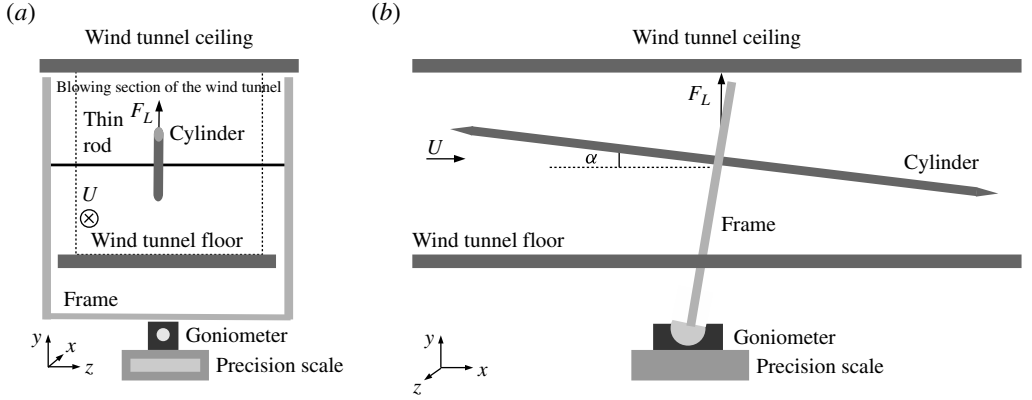 (a)
Wind tunnel ceiling
Blowing section of the wind tunnel
F_L
Thin
rod
Cylinder
U
Wind tunnel floor
Frame
Goniometer
Precision scale
y
x
z
(b)
Wind tunnel ceiling
F_L
U
α
Cylinder
Frame
Wind tunnel floor
Goniometer
Precision scale
y
x
z